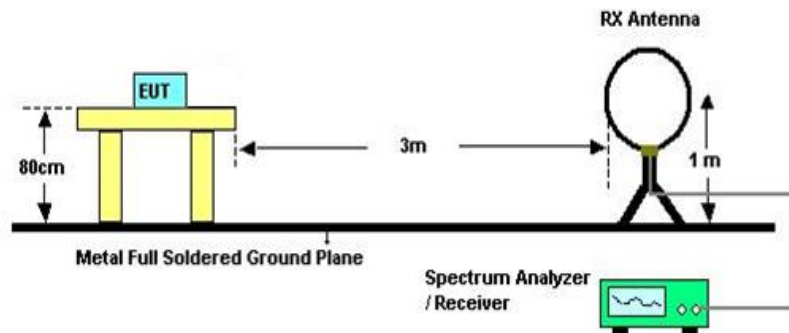 RX Antenna
EUT
80cm
3m
1 m
Metal Full Soldered Ground Plane
Spectrum Analyzer
/ Receiver